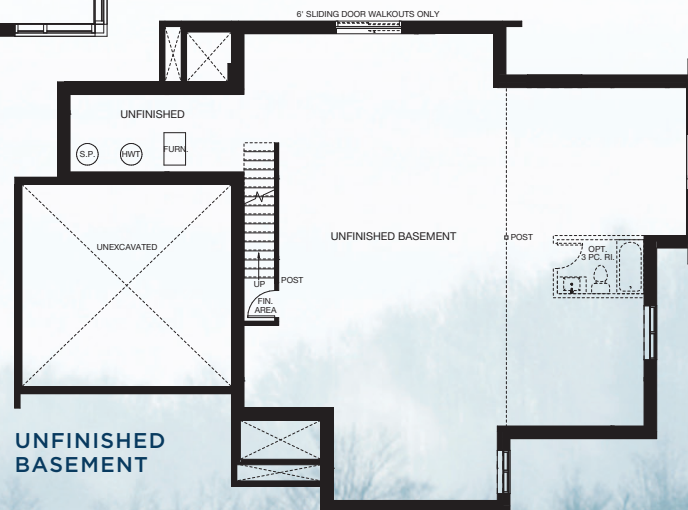 6' SLIDING DOOR WALKOUTS ONLY
UNFINISHED
S.P.
HWT
FURN.
UNEXCAVATED
UNFINISHED BASEMENT
POST
OPT.
3 PC. RI.
UP
POST
FIN.
AREA
UNFINISHED
BASEMENT